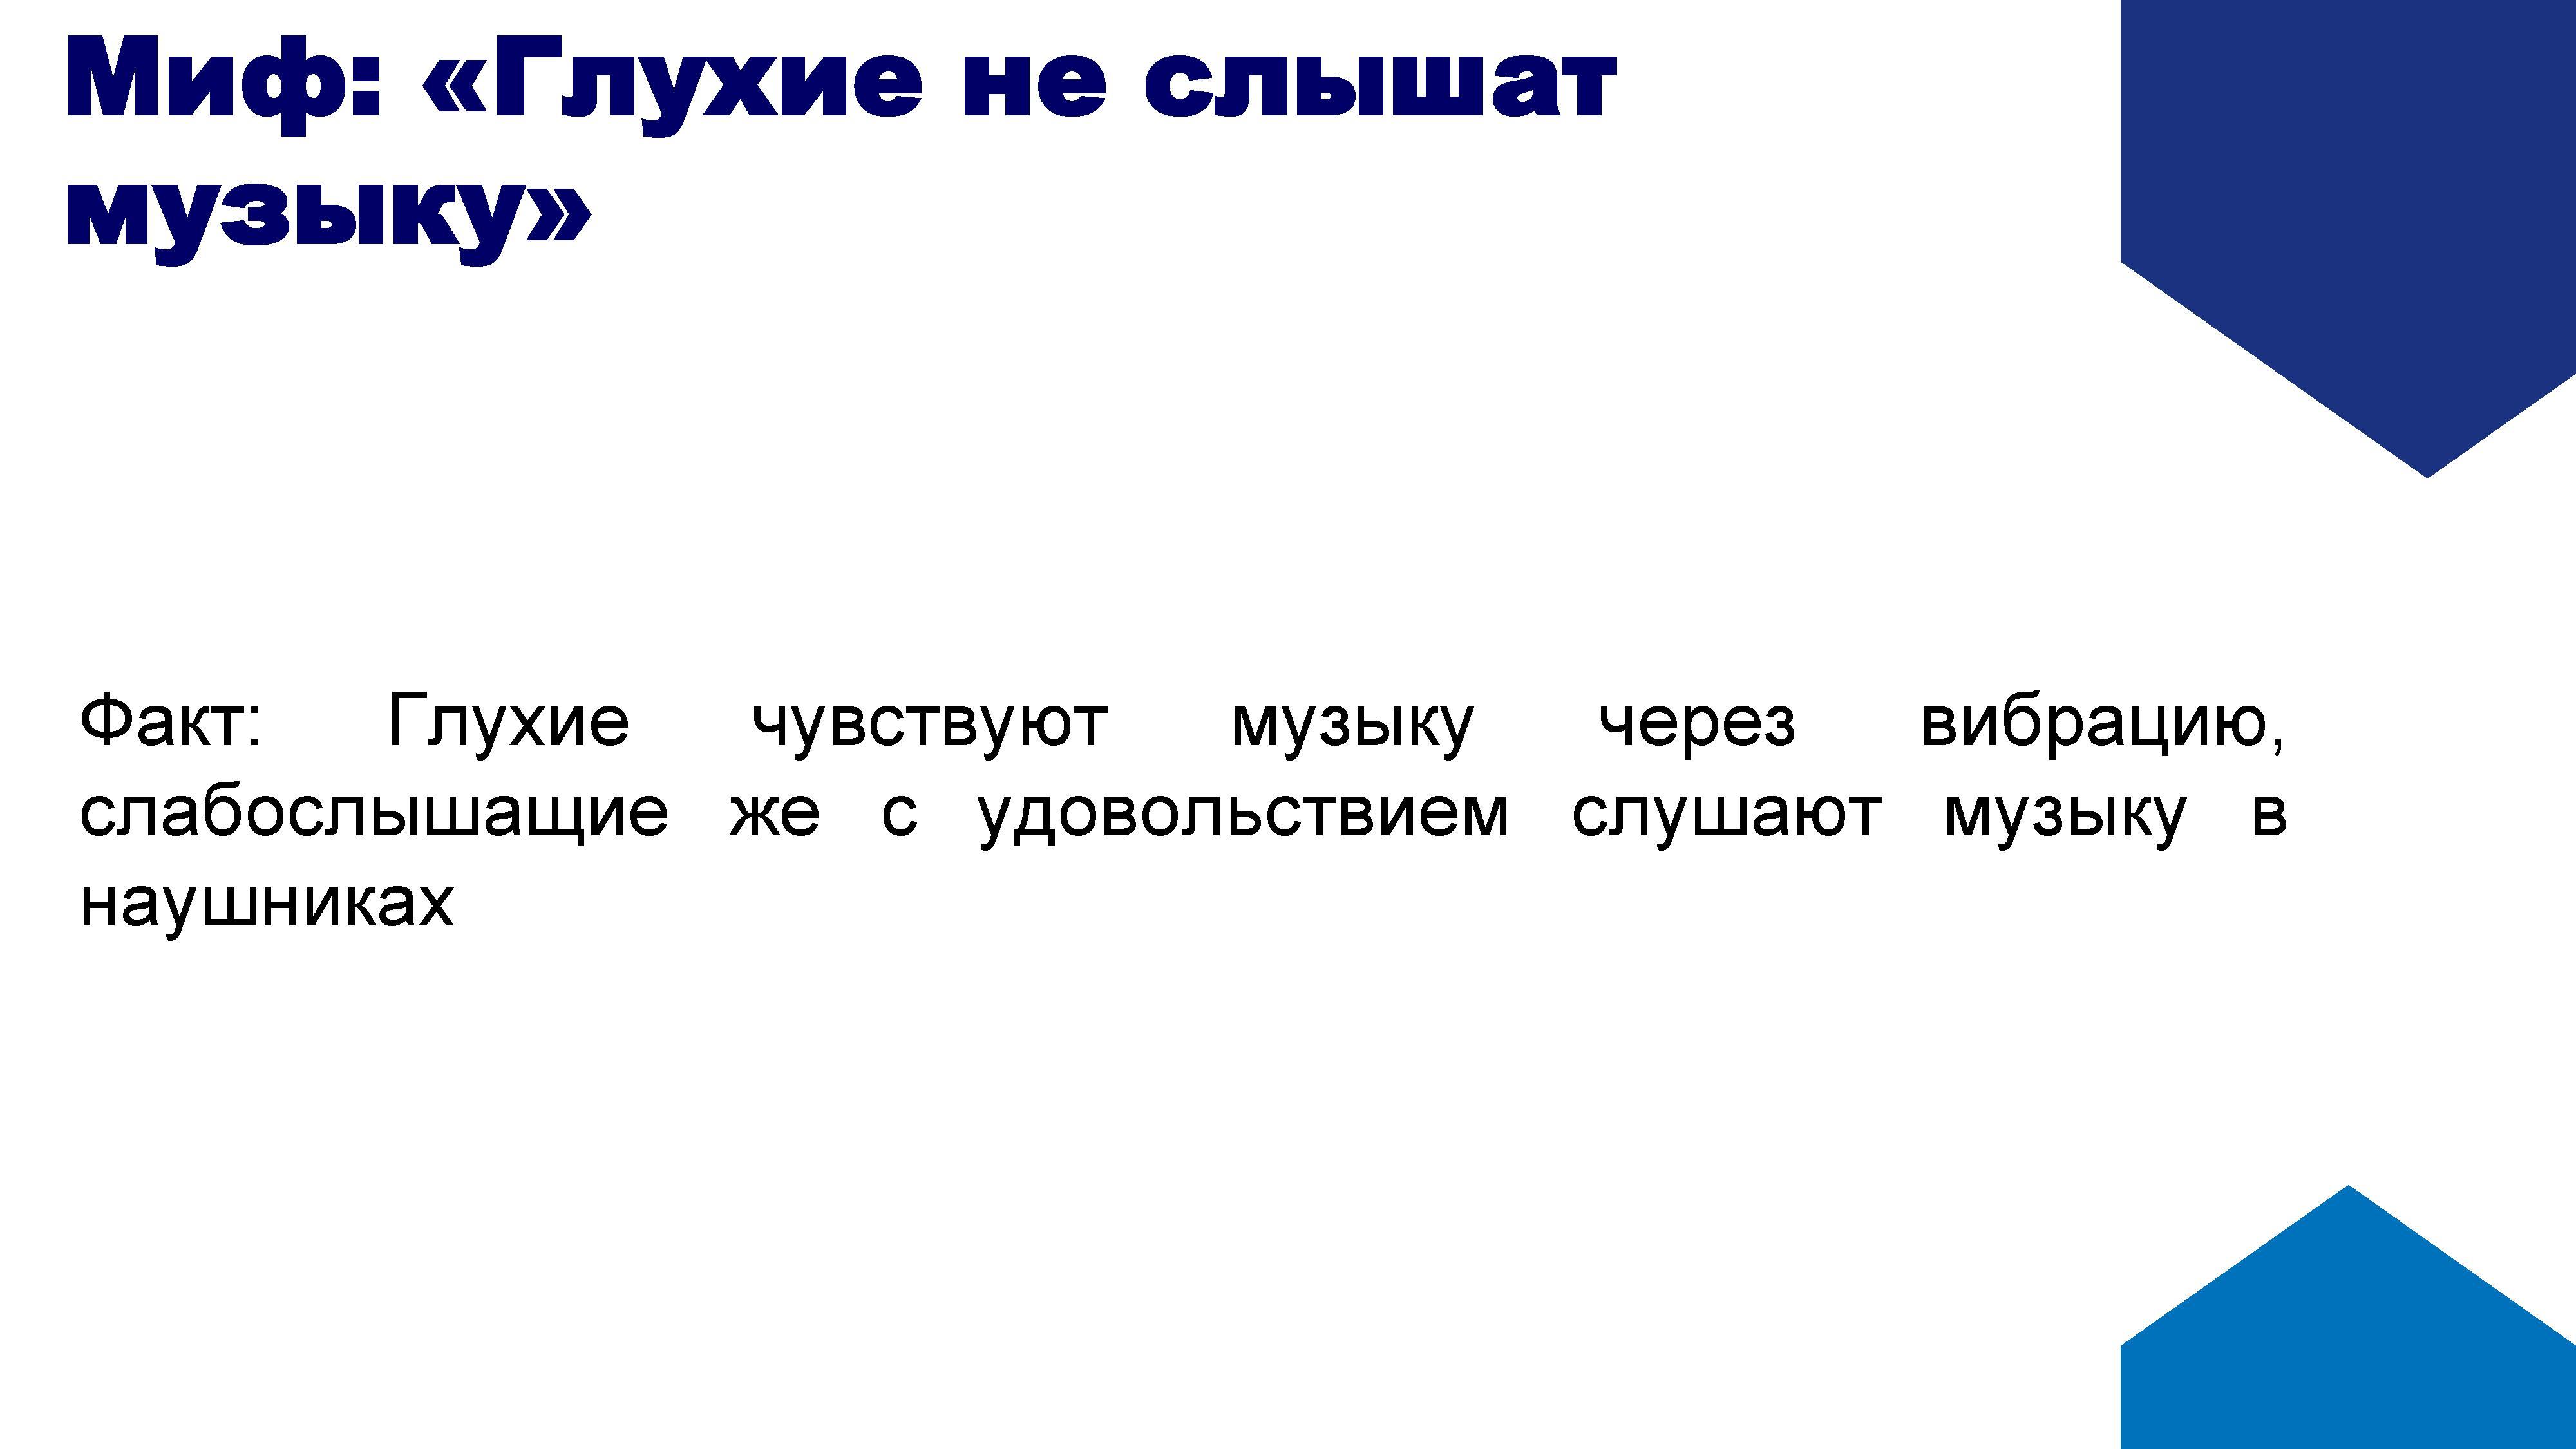 Миф: «Глухие не слышат
музыку»
Факт: Глухие чувствуют музыку через вибрацию,
слабослышащие же с удовольствием слушают музыку в
наушниках